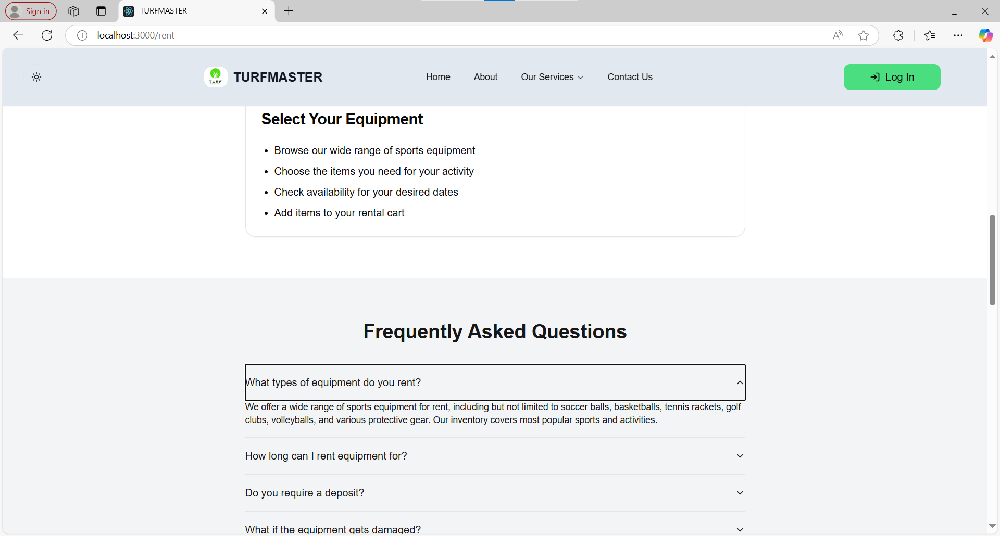 Sign in
TURFMASTER
localhost:3000/rent
TURF
TURFMASTER
Home
About
Our Services
Contact Us
Log In
Select Your Equipment
• Browse our wide range of sports equipment
• Choose the items you need for your activity
• Check availability for your desired dates
• Add items to your rental cart
Frequently Asked Questions
What types of equipment do you rent?
We offer a wide range of sports equipment for rent, including but not limited to soccer balls, basketballs, tennis rackets, golf
clubs, volleyballs, and various protective gear. Our inventory covers most popular sports and activities.
How long can I rent equipment for?
Do you require a deposit?
What if the equipment gets damaged?